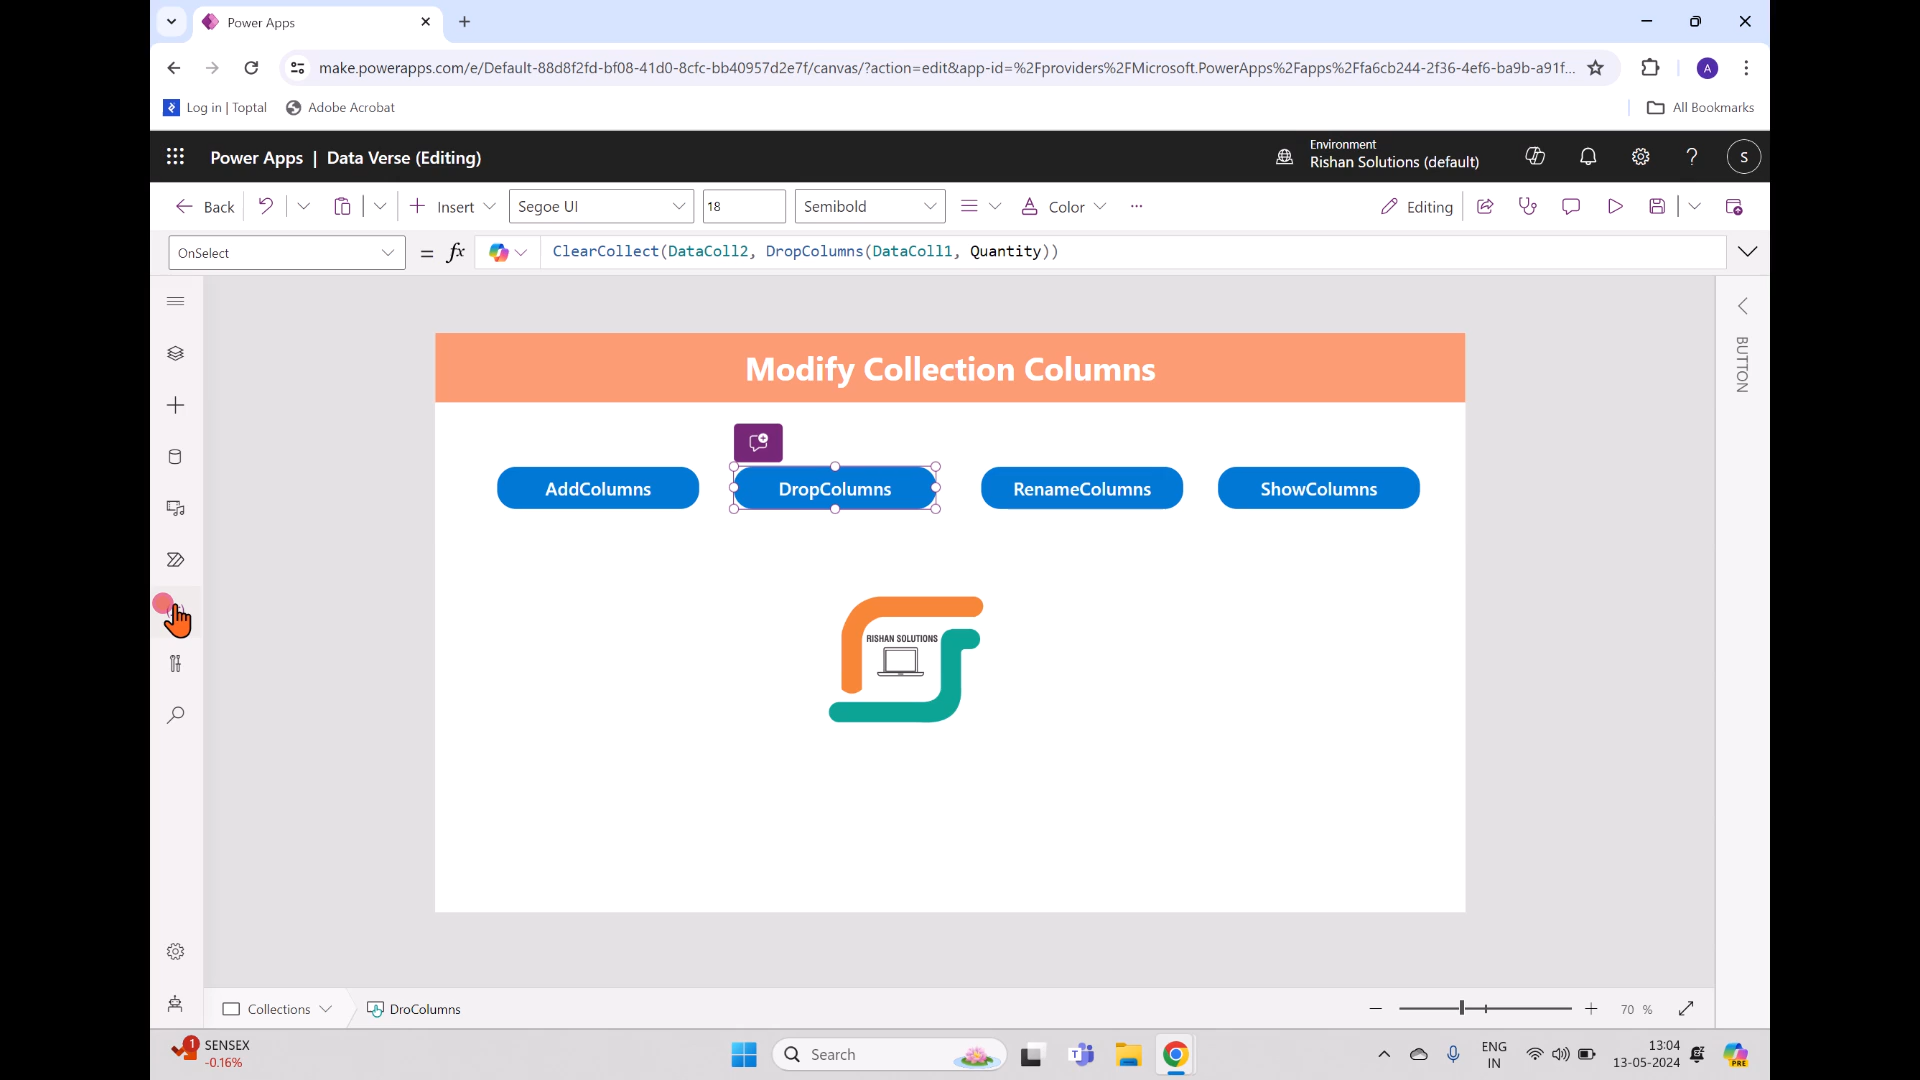 Power Apps
make.powerapps.com/e/Default-88d8f2fd-bf08-41d0-8cfc-bb40957d2e7f/canvas/?action=edit&app-id=%2Fproviders%2FMicrosoft.PowerApps%2Fapps%2Ffa6cb244-2f36-4ef6-ba9b-a91f...
A
Log in | Toptal
Adobe Acrobat
All Bookmarks
Power Apps | Data Verse (Editing)
Environment
Rishan Solutions (default)
S
Back
Insert
Segoe UI
18
Semibold
Color
Editing
OnSelect
= fx
ClearCollect(DataColl2, DropColumns(DataColl1, Quantity))
BUTTON
Modify Collection Columns
AddColumns
DropColumns
RenameColumns
ShowColumns
RISHAN SOLUTIONS
Collections
DroColumns
70 %
1
SENSEX
-0.16%
Search
ENG
IN
13:04
13-05-2024
PRE